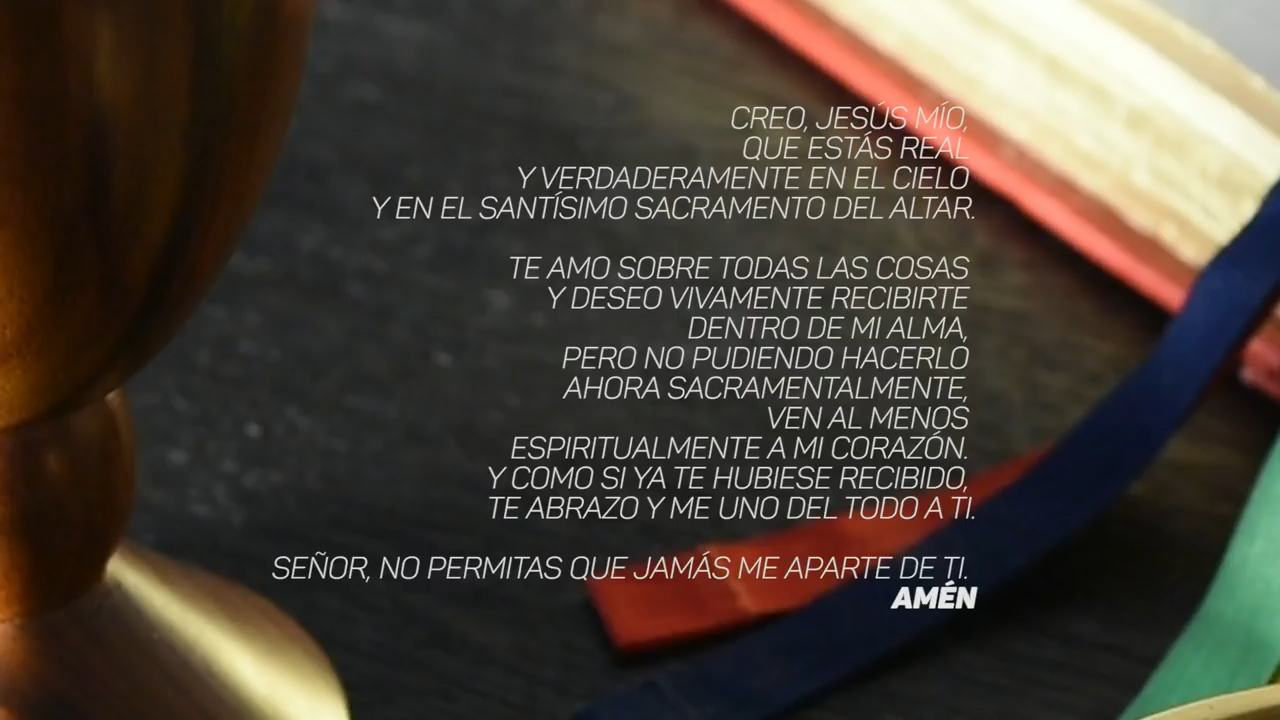 CREO, JESÚS MÍO,
QUE ESTÁS REAL
Y VERDADERAMENTE EN EL CIELO
Y EN EL SANTÍSIMO SACRAMENTO DEL ALTAR.
TE AMO SOBRE TODAS LAS COSAS
Y DESEO VIVAMENTE RECIBIRTE
DENTRO DE MI ALMA,
PERO NO PUDIENDO HACERLO
AHORA SACRAMENTALMENTE,
VEN AL MENOS
ESPIRITUALMENTE A MI CORAZÓN.
Y COMO SI YA TE HUBIESE RECIBIDO,
TE ABRAZO Y ME UNO DEL TODO A TI.
SEÑOR, NO PERMITAS QUE JAMÁS ME APARTE DE TI.
AMÉN